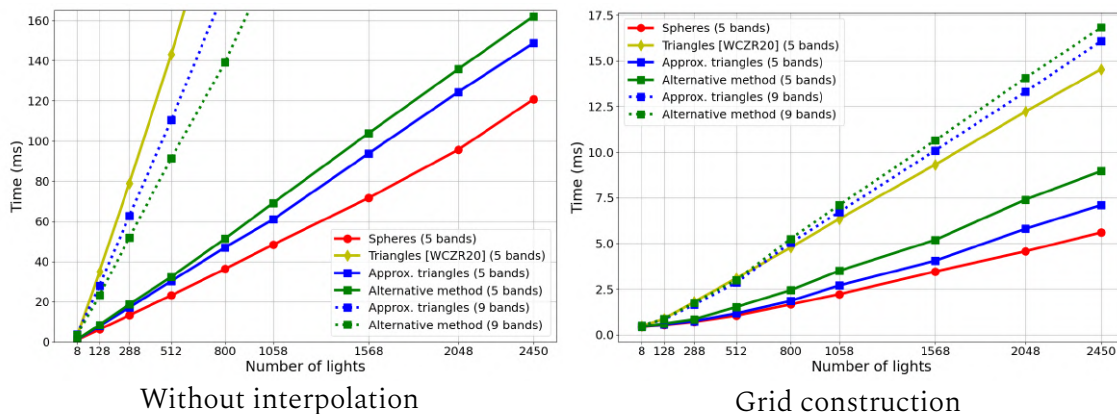 160
140
120
100
80
60
40
20
0
Time (ms)
8 128 288 512 800 1058 1568 2048 2450
Number of lights
Spheres (5 bands)
Triangles [WCZR20] (5 bands)
Approx. triangles (5 bands)
Alternative method (5 bands)
Approx. triangles (9 bands)
Alternative method (9 bands)
Without interpolation
17.5
15.0
12.5
10.0
7.5
5.0
2.5
0.0
Time (ms)
Spheres (5 bands)
Triangles [WCZR20] (5 bands)
Approx. triangles (5 bands)
Alternative method (5 bands)
Approx. triangles (9 bands)
Alternative method (9 bands)
8 128 288 512 800 1058 1568 2048 2450
Number of lights
Grid construction